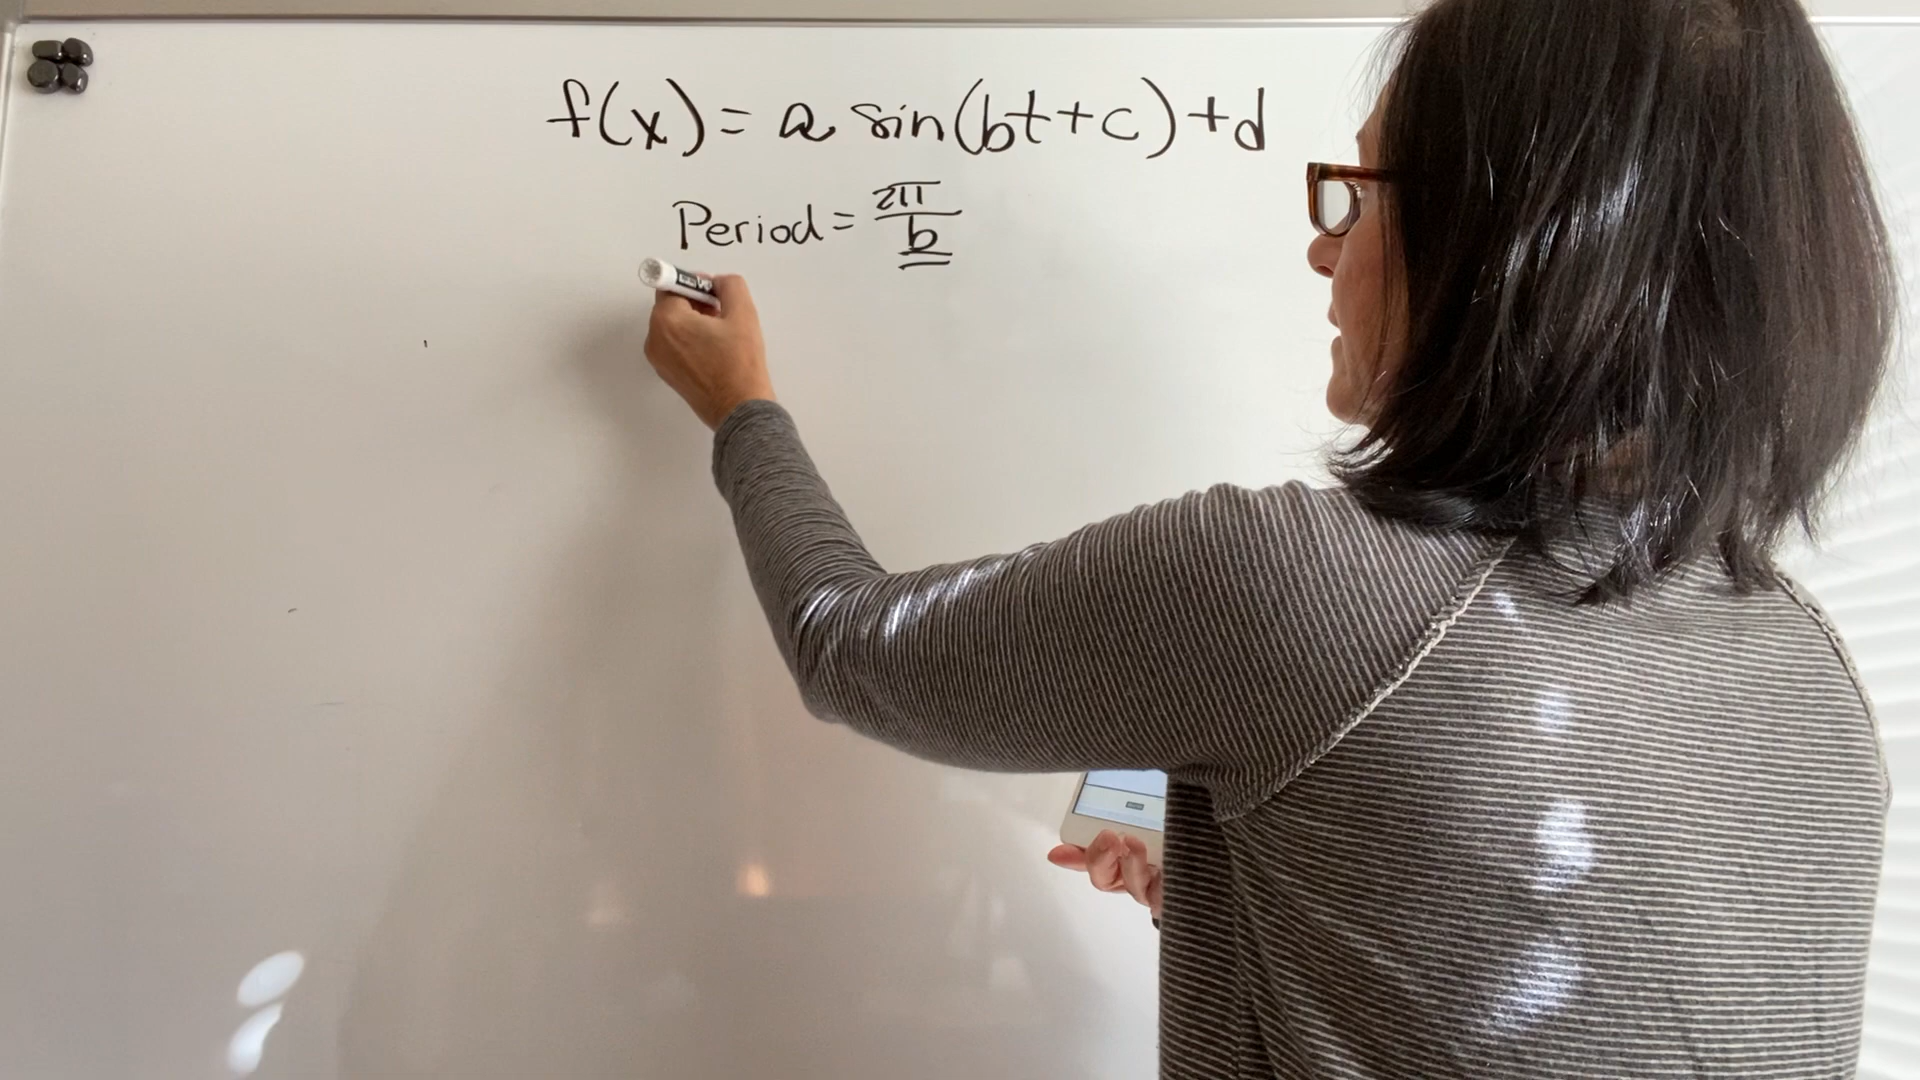 f(x) = a sin(bt+c)+d
Period = 2π/b